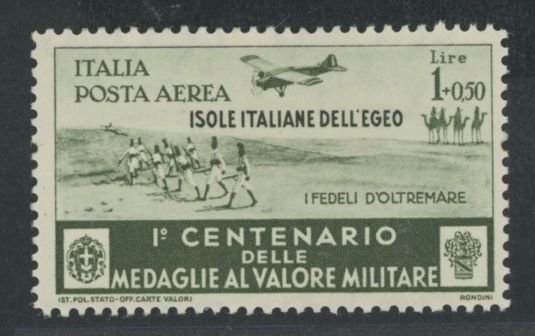 ITALIA
POSTA AEREA
Lire
1+0,50
ISOLE ITALIANE DELL'EGEO
I FEDELI D'OLTREMARE
I° CENTENARIO
DELLE
MEDAGLIE AL VALORE MILITARE
IST. POL. STATO-OFF. CARTE VALORI
RONDINI